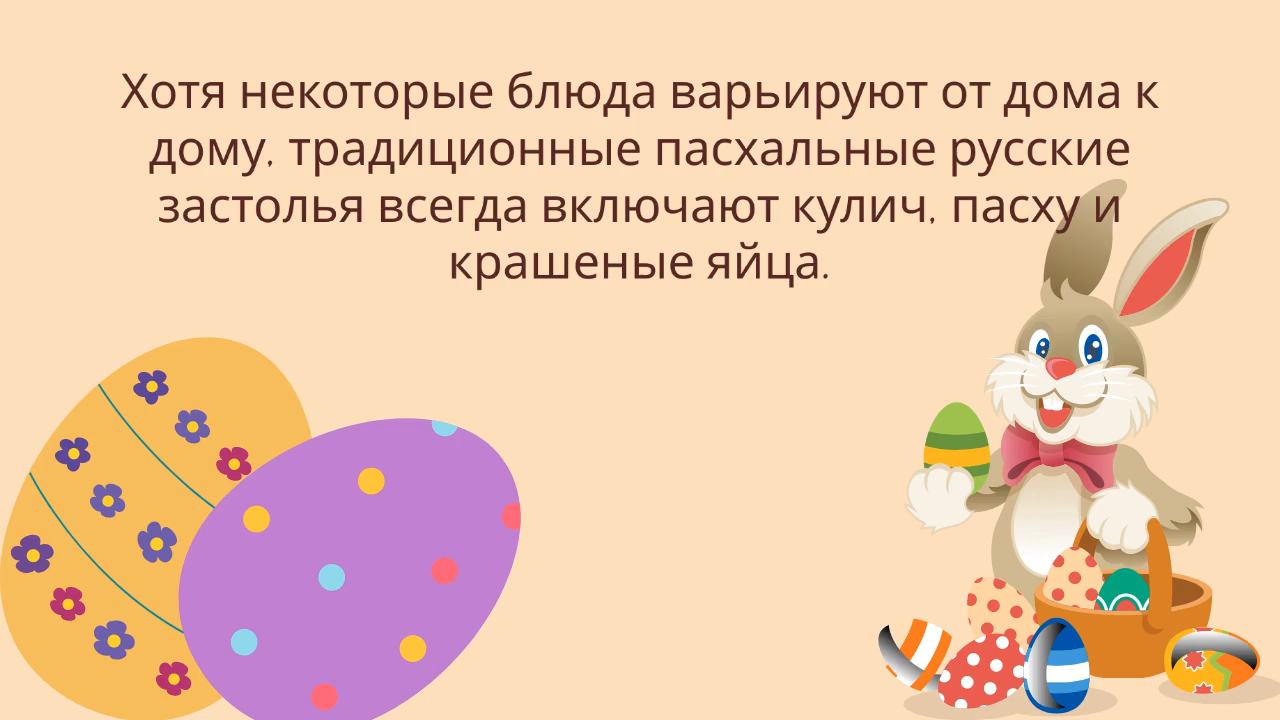 Хотя некоторые блюда варьируют от дома к
дому, традиционные пасхальные русские
застолья всегда включают кулич, пасху и
крашеные яйца.